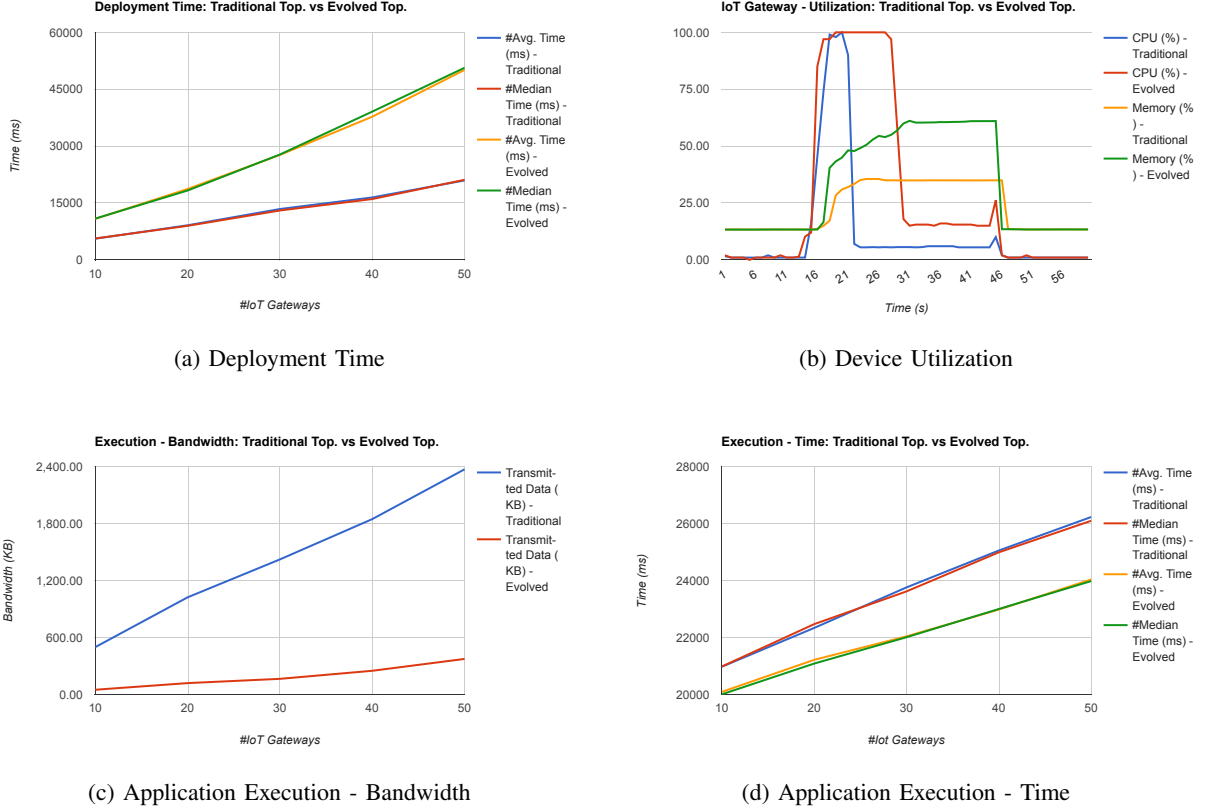 Deployment Time: Traditional Top. vs Evolved Top.
60000
45000
30000
15000
0
Time (ms)
10
20
30
40
50
#IoT Gateways
#Avg. Time
(ms) -
Traditional
#Median
Time (ms) -
Traditional
#Avg. Time
(ms) -
Evolved
#Median
Time (ms) -
Evolved
(a) Deployment Time
IoT Gateway - Utilization: Traditional Top. vs Evolved Top.
100.00
75.00
50.00
25.00
0.00
1
6
11
16
21
26
31
36
41
46
51
56
Time (s)
CPU (%) -
Traditional
CPU (%) -
Evolved
Memory (%
) -
Traditional
Memory (%
) - Evolved
(b) Device Utilization
Execution - Bandwidth: Traditional Top. vs Evolved Top.
2,400.00
1,800.00
1,200.00
600.00
0.00
Bandwidth (KB)
10
20
30
40
50
#IoT Gateways
Transmit-
ted Data (
KB) -
Traditional
Transmit-
ted Data (
KB) -
Evolved
(c) Application Execution - Bandwidth
Execution - Time: Traditional Top. vs Evolved Top.
28000
26000
24000
22000
20000
Time (ms)
10
20
30
40
50
#Iot Gateways
#Avg. Time
(ms) -
Traditional
#Median
Time (ms) -
Traditional
#Avg. Time
(ms) -
Evolved
#Median
Time (ms) -
Evolved
(d) Application Execution - Time